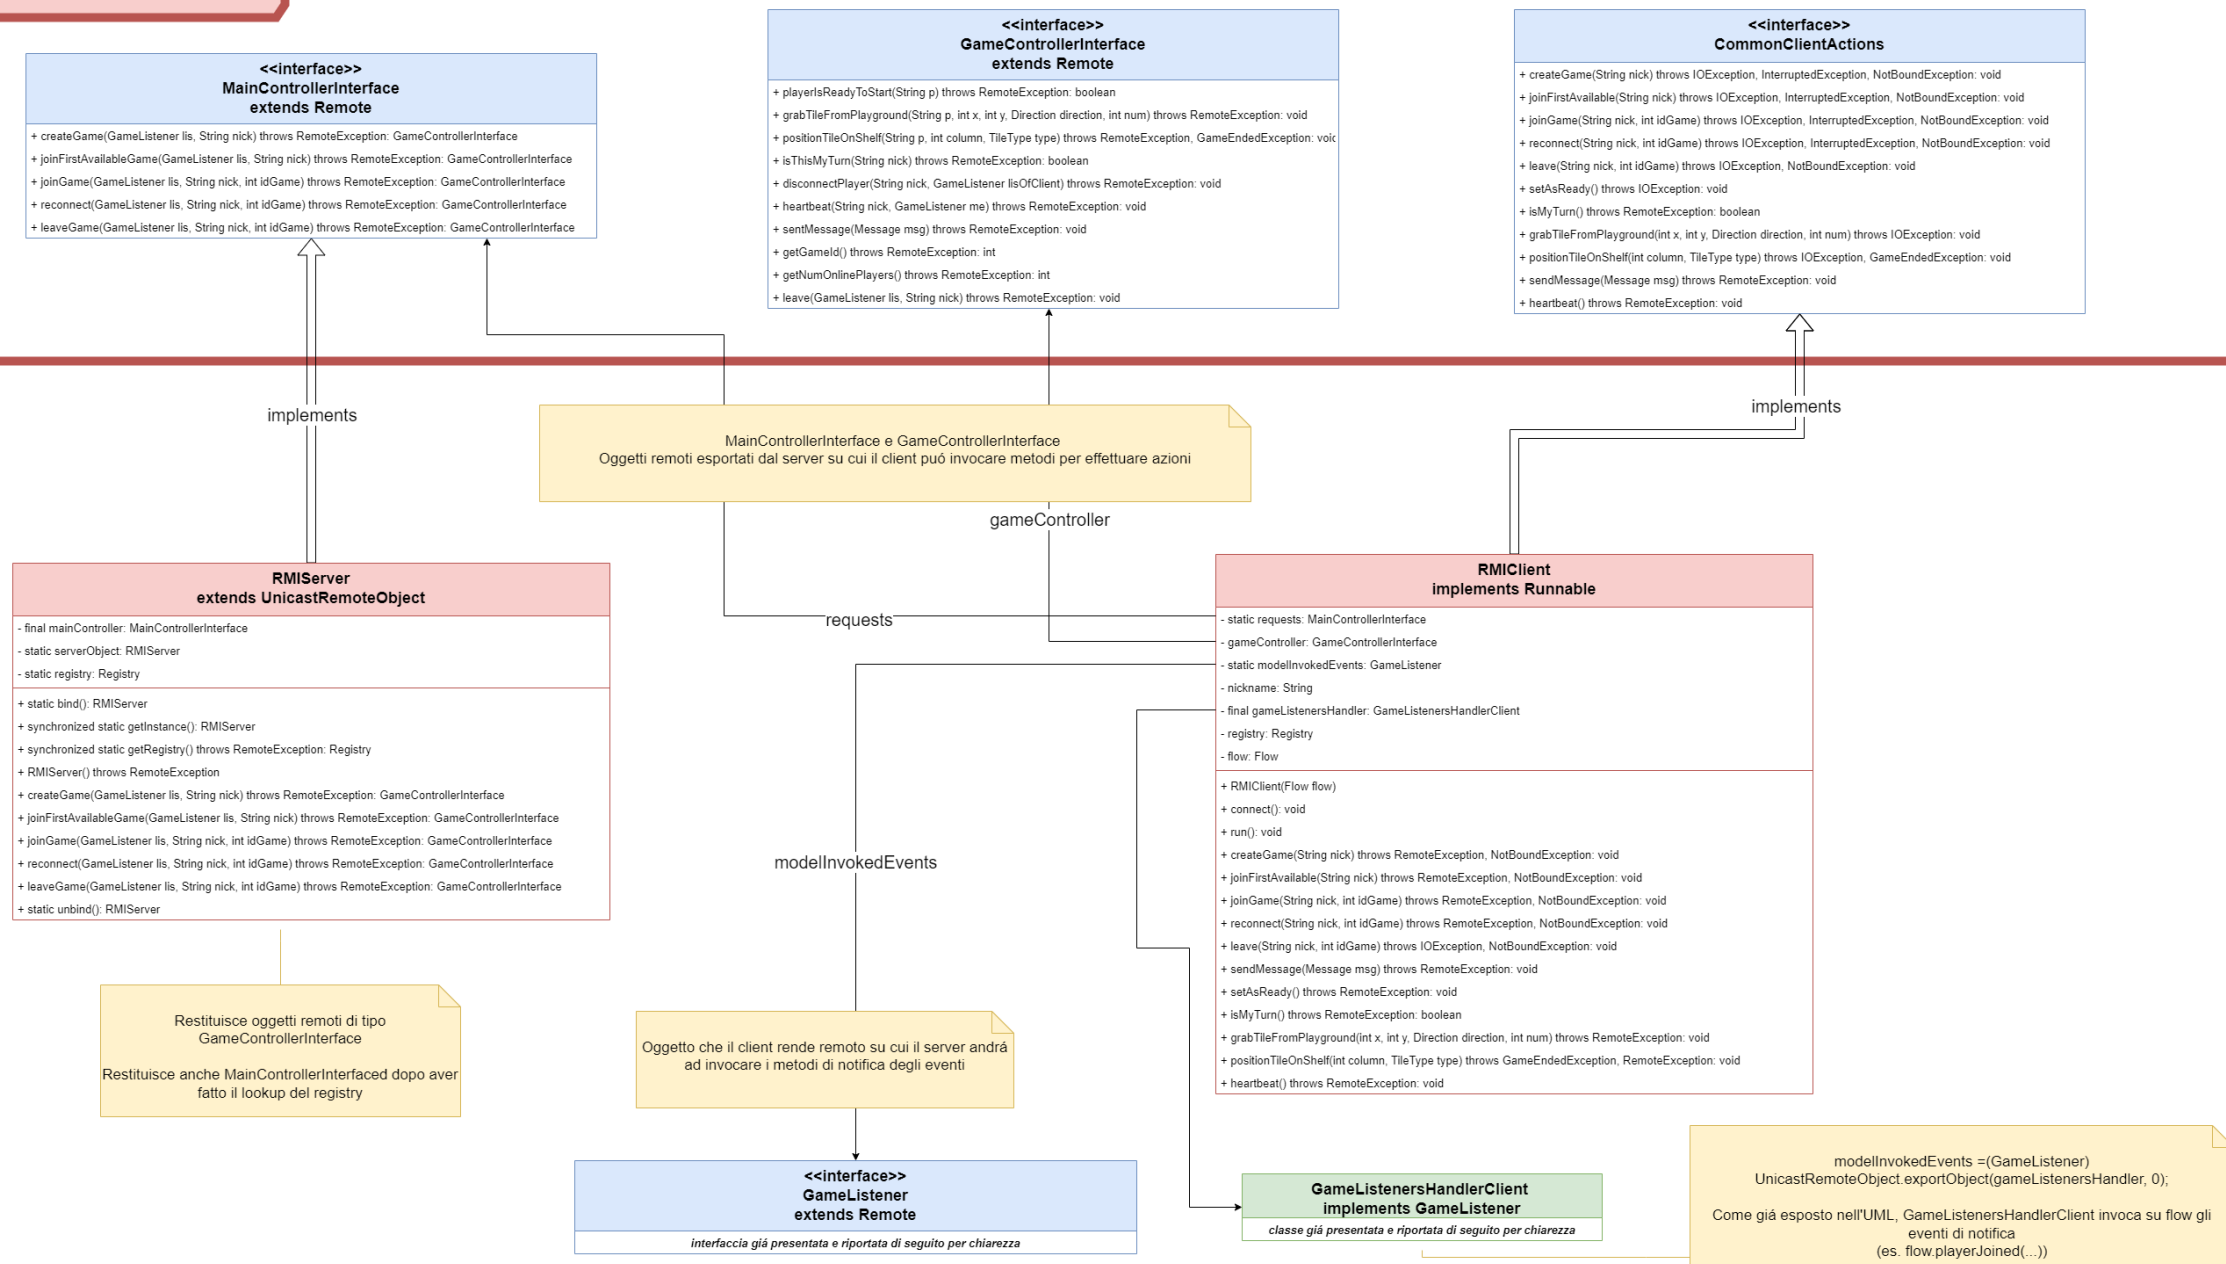 <<interface>>
MainControllerInterface
extends Remote
+ createGame(GameListener lis, String nick) throws RemoteException: GameControllerInterface
+ joinFirstAvailableGame(GameListener lis, String nick) throws RemoteException: GameControllerInterface
+ joinGame(GameListener lis, String nick, int idGame) throws RemoteException: GameControllerInterface
+ reconnect(GameListener lis, String nick, int idGame) throws RemoteException: GameControllerInterface
+ leaveGame(GameListener lis, String nick, int idGame) throws RemoteException: GameControllerInterface
<<interface>>
GameControllerInterface
extends Remote
+ playerIsReadyToStart(String p) throws RemoteException: boolean
+ grabTileFromPlayground(String p, int x, int y, Direction direction, int num) throws RemoteException: void
+ positionTileOnShelf(String p, int column, TileType type) throws RemoteException, GameEndedException: voic
+ isThisMyTurn(String nick) throws RemoteException: boolean
+ disconnectPlayer(String nick, GameListener lisOfClient) throws RemoteException: void
+ heartbeat(String nick, GameListener me) throws RemoteException: void
+ sentMessage(Message msg) throws RemoteException: void
+ getGameId() throws RemoteException: int
+ getNumOnlinePlayers() throws RemoteException: int
+ leave(GameListener lis, String nick) throws RemoteException: void
<<interface>>
CommonClientActions
+ createGame(String nick) throws IOException, InterruptedException, NotBoundException: void
+ joinFirstAvailable(String nick) throws IOException, InterruptedException, NotBoundException: void
+ joinGame(String nick, int idGame) throws IOException, InterruptedException, NotBoundException: void
+ reconnect(String nick, int idGame) throws IOException, InterruptedException, NotBoundException: void
+ leave(String nick, int idGame) throws IOException, NotBoundException: void
+ setAsReady() throws IOException: void
+ isMyTurn() throws RemoteException: boolean
+ grabTileFromPlayground(int x, int y, Direction direction, int num) throws IOException: void
+ positionTileOnShelf(int column, TileType type) throws IOException, GameEndedException: void
+ sendMessage(Message msg) throws RemoteException: void
+ heartbeat() throws RemoteException: void
implements
MainControllerInterface e GameControllerInterface
Oggetti remoti esportati dal server su cui il client puó invocare metodi per effettuare azioni
implements
gameController
requests
RMIServer
extends UnicastRemoteObject
- final mainController: MainControllerInterface
- static serverObject: RMIServer
- static registry: Registry
+ static bind(): RMIServer
+ synchronized static getInstance(): RMIServer
+ synchronized static getRegistry() throws RemoteException: Registry
+ RMIServer() throws RemoteException
+ createGame(GameListener lis, String nick) throws RemoteException: GameControllerInterface
+ joinFirstAvailableGame(GameListener lis, String nick) throws RemoteException: GameControllerInterface
+ joinGame(GameListener lis, String nick, int idGame) throws RemoteException: GameControllerInterface
+ reconnect(GameListener lis, String nick, int idGame) throws RemoteException: GameControllerInterface
+ leaveGame(GameListener lis, String nick, int idGame) throws RemoteException: GameControllerInterface
+ static unbind(): RMIServer
RMIClient
implements Runnable
- static requests: MainControllerInterface
- gameController: GameControllerInterface
- static modelInvokedEvents: GameListener
- nickname: String
- final gameListenersHandler: GameListenersHandlerClient
- registry: Registry
- flow: Flow
+ RMIClient(Flow flow)
+ connect(): void
+ run(): void
+ createGame(String nick) throws RemoteException, NotBoundException: void
+ joinFirstAvailable(String nick) throws RemoteException, NotBoundException: void
+ joinGame(String nick, int idGame) throws RemoteException, NotBoundException: void
+ reconnect(String nick, int idGame) throws RemoteException, NotBoundException: void
+ leave(String nick, int idGame) throws IOException, NotBoundException: void
+ sendMessage(Message msg) throws RemoteException: void
+ setAsReady() throws RemoteException: void
+ isMyTurn() throws RemoteException: boolean
+ grabTileFromPlayground(int x, int y, Direction direction, int num) throws RemoteException: void
+ positionTileOnShelf(int column, TileType type) throws GameEndedException, RemoteException: void
+ heartbeat() throws RemoteException: void
modelInvokedEvents
Restituisce oggetti remoti di tipo
GameControllerInterface
Restituisce anche MainControllerInterfaced dopo aver
fatto il lookup del registry
Oggetto che il client rende remoto su cui il server andrá
ad invocare i metodi di notifica degli eventi
<<interface>>
GameListener
extends Remote
interfaccia giá presentata e riportata di seguito per chiarezza
GameListenersHandlerClient
implements GameListener
classe giá presentata e riportata di seguito per chiarezza
modelInvokedEvents =(GameListener)
UnicastRemoteObject.exportObject(gameListenersHandler, 0);
Come giá esposto nell'UML, GameListenersHandlerClient invoca su flow gli
eventi di notifica
(es. flow.playerJoined(...))